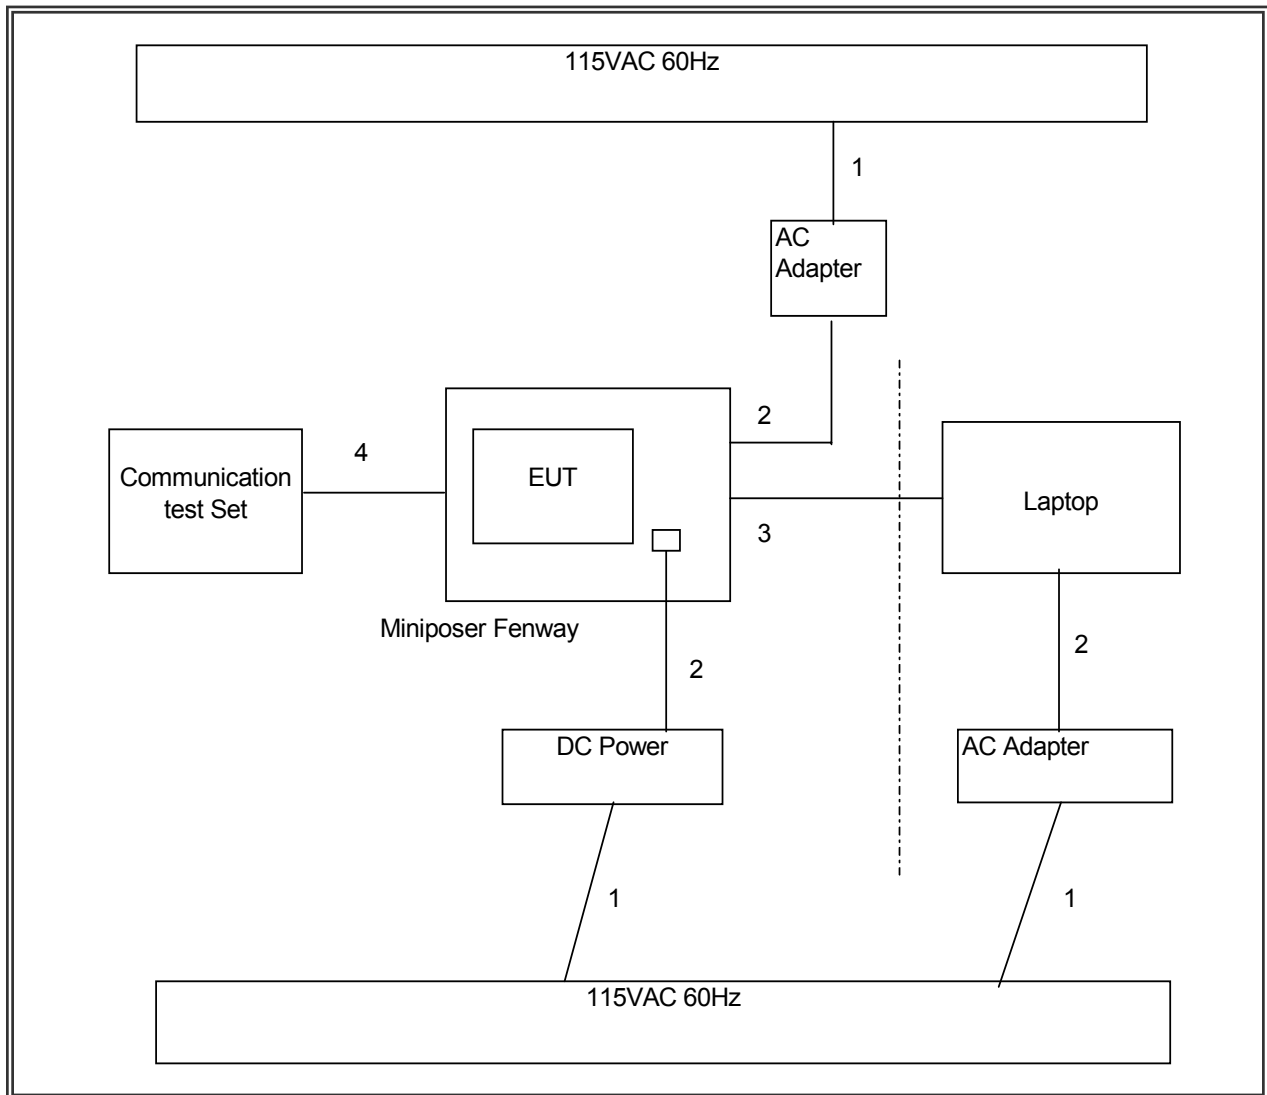 115VAC 60Hz
1
AC
Adapter
2
4
Communication
test Set
EUT
3
Laptop
Miniposer Fenway
2
2
DC Power
AC Adapter
1
1
115VAC 60Hz